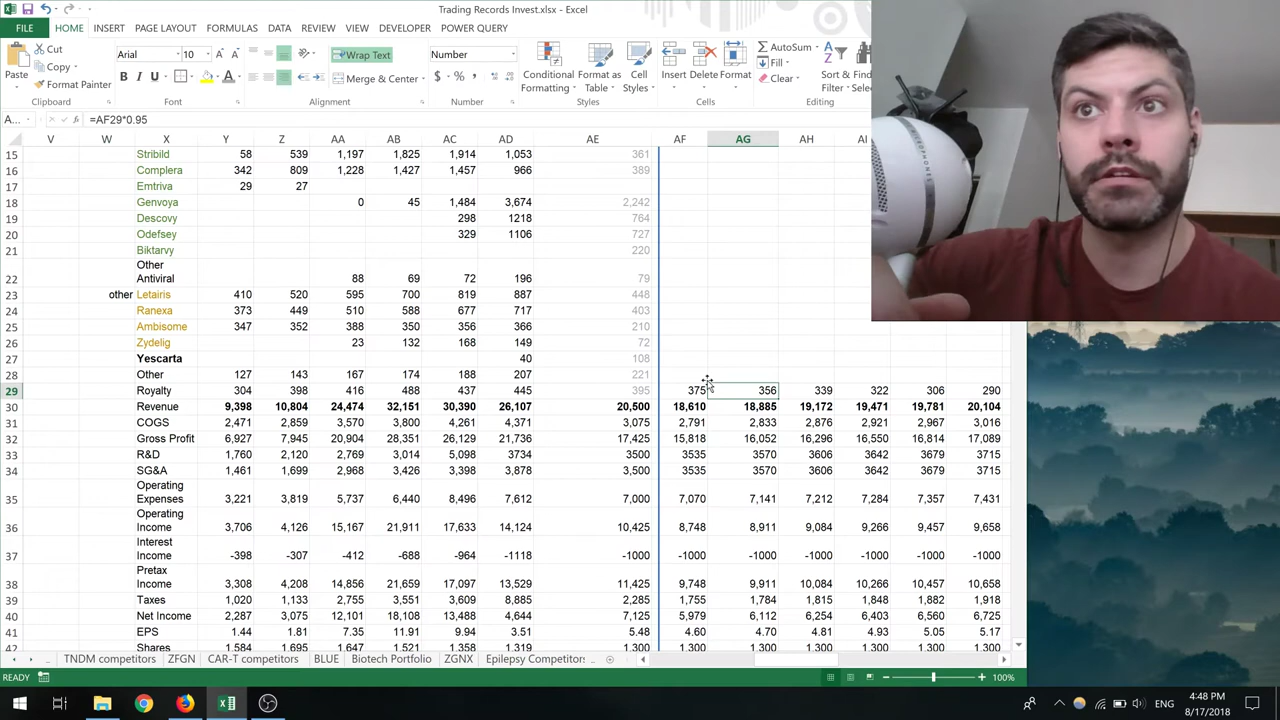 Trading Records Invest.xlsx - Excel
FILE HOME INSERT PAGE LAYOUT FORMULAS DATA REVIEW VIEW DEVELOPER POWER QUERY
Cut
Copy
Format Painter
Paste
Clipboard
Arial 10
B I U
Font
Wrap Text
Merge & Center
Alignment
Number
$ % ,
Number
Conditional Formatting
Format as Table
Cell Styles
Styles
Insert Delete Format
Cells
AutoSum
Fill
Clear
Sort & Filter
Editing
A... fx =AF29*0.95
V W X Y Z AA AB AC AD AE AF AG AH AI
15 Stribild 58 539 1,197 1,825 1,914 1,053 361
16 Complera 342 809 1,228 1,427 1,457 966 389
17 Emtriva 29 27
18 Genvoya 0 45 1,484 3,674 2,242
19 Descovy 298 1218 764
20 Odefsey 329 1106 727
21 Biktarvy 220
22 Other Antiviral 88 69 72 196 79
23 other Letairis 410 520 595 700 819 887 448
24 Ranexa 373 449 510 588 677 717 403
25 Ambisome 347 352 388 350 356 366 210
26 Zydelig 23 132 168 149 72
27 Yescarta 40 108
28 Other 127 143 167 174 188 207 221
29 Royalty 304 398 416 488 437 445 395 375 356 339 322 306 290
30 Revenue 9,398 10,804 24,474 32,151 30,390 26,107 20,500 18,610 18,885 19,172 19,471 19,781 20,104
31 COGS 2,471 2,859 3,570 3,800 4,261 4,371 3,075 2,791 2,833 2,876 2,921 2,967 3,016
32 Gross Profit 6,927 7,945 20,904 28,351 26,129 21,736 17,425 15,818 16,052 16,296 16,550 16,814 17,089
33 R&D 1,760 2,120 2,769 3,014 5,098 3734 3500 3535 3570 3606 3642 3679 3715
34 SG&A 1,461 1,699 2,968 3,426 3,398 3,878 3,500 3535 3570 3606 3642 3679 3715
35 Operating Expenses 3,221 3,819 5,737 6,440 8,496 7,612 7,000 7,070 7,141 7,212 7,284 7,357 7,431
36 Operating Income 3,706 4,126 15,167 21,911 17,633 14,124 10,425 8,748 8,911 9,084 9,266 9,457 9,658
37 Interest Income -398 -307 -412 -688 -964 -1118 -1000 -1000 -1000 -1000 -1000 -1000 -1000
38 Pretax Income 3,308 4,208 14,856 21,659 17,097 13,529 11,425 9,748 9,911 10,084 10,266 10,457 10,658
39 Taxes 1,020 1,133 2,755 3,551 3,609 8,885 2,285 1,755 1,784 1,815 1,848 1,882 1,918
40 Net Income 2,287 3,075 12,101 18,108 13,488 4,644 7,125 5,979 6,112 6,254 6,403 6,560 6,725
41 EPS 1.44 1.81 7.35 11.91 9.94 3.51 5.48 4.60 4.70 4.81 4.93 5.05 5.17
42 Shares 1,584 1,695 1,647 1,521 1,358 1,319 1,300 1,300 1,300 1,300 1,300 1,300 1,300
... TNDM competitors ZFGN CAR-T competitors BLUE Biotech Portfolio ZGNX Epilepsy Competitors ...
READY 100%
ENG
4:48 PM
8/17/2018